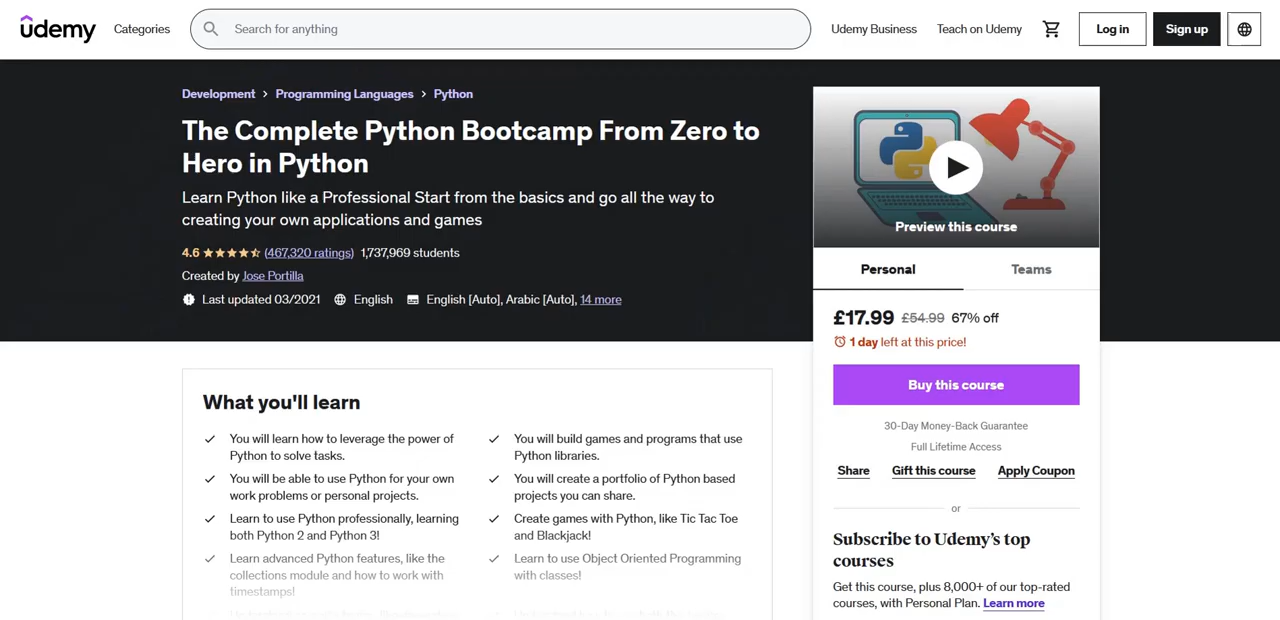 udemy
Categories
Search for anything
Udemy Business
Teach on Udemy
Log in
Sign up
Development > Programming Languages > Python
The Complete Python Bootcamp From Zero to
Hero in Python
Learn Python like a Professional Start from the basics and go all the way to
creating your own applications and games
4.6 (467,320 ratings) 1,737,969 students
Created by Jose Portilla
Last updated 03/2021 English English [Auto], Arabic [Auto], 14 more
Preview this course
Personal
Teams
£17.99 £54.99 67% off
1 day left at this price!
Buy this course
30-Day Money-Back Guarantee
Full Lifetime Access
Share
Gift this course
Apply Coupon
or
Subscribe to Udemy's top
courses
Get this course, plus 8,000+ of our top-rated
courses, with Personal Plan. Learn more
What you'll learn
You will learn how to leverage the power of
Python to solve tasks.
You will be able to use Python for your own
work problems or personal projects.
Learn to use Python professionally, learning
both Python 2 and Python 3!
Learn advanced Python features, like the
collections module and how to work with
timestamps!
You will build games and programs that use
Python libraries.
You will create a portfolio of Python based
projects you can share.
Create games with Python, like Tic Tac Toe
and Blackjack!
Learn to use Object Oriented Programming
with classes!